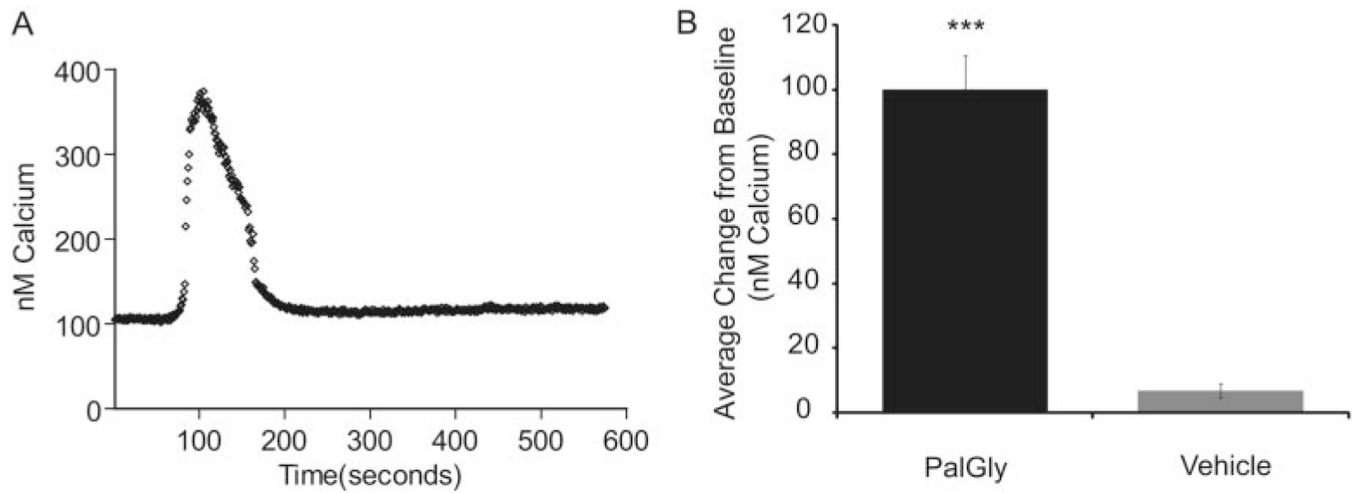 A
400
300
200
100
0
nM Calcium
100 200 300 400 500 600
Time(seconds)
B
Average Change from Baseline
(nM Calcium)
120
100
80
60
40
20
0
***
PalGly
Vehicle